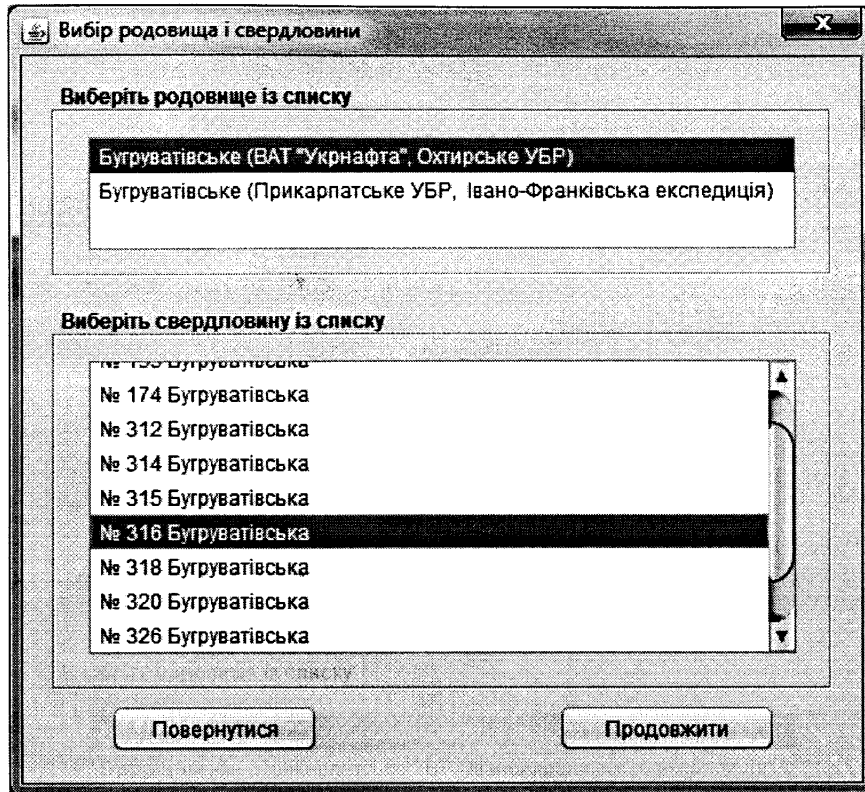 Вибір родовища і свердловини
Виберіть родовище із списку
Бугруватівське (ВАТ "Укрнафта", Охтирське УБР)
Бугруватівське (Прикарпатське УБР, Івано-Франківська експедиція)
Виберіть свердловину із списку
№ 174 Бугруватівська
№ 312 Бугруватівська
№ 314 Бугруватівська
№ 315 Бугруватівська
№ 316 Бугруватівська
№ 318 Бугруватівська
№ 320 Бугруватівська
№ 326 Бугруватівська
Повернутися Продовжити